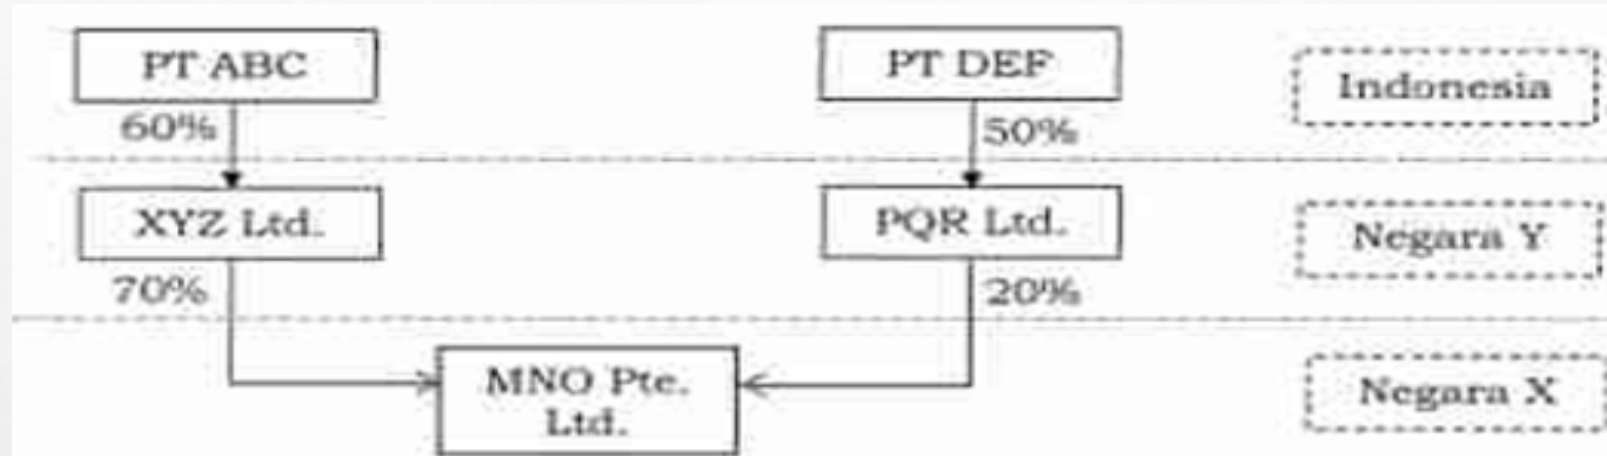 PT ABC
PT DEF
Indonesia
60%
50%
XYZ Ltd.
PQR Ltd.
Negara Y
70%
20%
MNO Pte.
Ltd.
Negara X